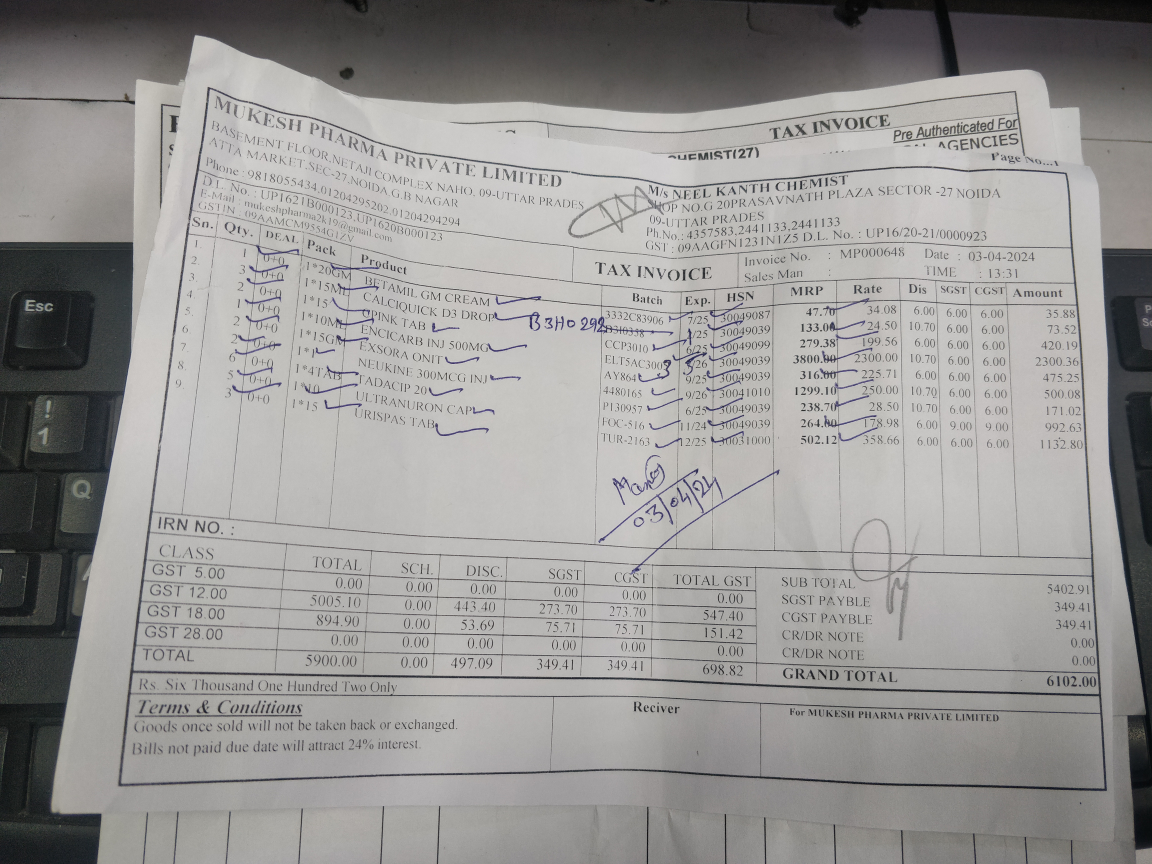 TAX INVOICE
CHEMIST(27)
Pre Authenticated For
AGENCIES
Page No...1
MUKESH PHARMA PRIVATE LIMITED
BASEMENT FLOOR,NETAJI COMPLEX NAHO, 09-UTTAR PRADES
ATTA MARKET,SEC-27,NOIDA G.B NAGAR
Phone : 9818055434,01204295202,01204294294
D.L. No. : UP1621B000123,UP1620B000123
E-Mail : mukeshpharma2k19@gmail.com
GSTIN : 09AAMCM9554G1ZV
M/s NEEL KANTH CHEMIST
SHOP NO.G 20PRASAVNATH PLAZA SECTOR -27 NOIDA
09-UTTAR PRADES
Ph.No.: 4357583,2441133,2441133
GST : 09AAGFN1231N1Z5 D.L. No. : UP16/20-21/0000923
TAX INVOICE
Invoice No. : MP000648 Date : 03-04-2024
Sales Man : TIME : 13:31
Sn. Qty. DEAL Pack Product Batch Exp. HSN MRP Rate Dis SGST CGST Amount
1. 1 0+0 1*20GM BETAMIL GM CREAM 3332C83906 7/25 30049087 47.70 34.08 6.00 6.00 6.00 35.88
2. 3 0+0 1*15ML CALCIQUICK D3 DROP B3H0292 1/25 30049039 133.00 24.50 10.70 6.00 6.00 73.52
3. 2 0+0 1*15 UPINK TAB CCP3010 6/25 30049099 279.38 199.56 6.00 6.00 6.00 420.19
4. 1 0+0 1*10ML ENCICARB INJ 500MG ELT5AC3003 5/26 30049039 3800.00 2300.00 10.70 6.00 6.00 2300.36
5. 2 0+0 1*15GM EXSORA ONIT AY864 9/25 30049039 316.00 225.71 6.00 6.00 6.00 475.25
6. 2 0+0 1*1 NEUKINE 300MCG INJ 4480165 9/26 30041010 1299.10 250.00 10.70 6.00 6.00 500.08
7. 6 0+0 1*4TAB TADACIP 20 P130957 6/25 30049039 238.70 28.50 10.70 6.00 6.00 171.02
8. 5 0+0 1*10 ULTRANURON CAP FOC-516 11/24 30049039 264.00 178.98 6.00 9.00 9.00 992.63
9. 3 0+0 1*15 URISPAS TAB TUR-2163 12/25 30031000 502.12 358.66 6.00 6.00 6.00 1132.80
03/04/24
IRN NO. :
CLASS TOTAL SCH. DISC. SGST CGST TOTAL GST
GST 5.00 0.00 0.00 0.00 0.00 0.00 0.00
GST 12.00 5005.10 0.00 443.40 273.70 273.70 547.40
GST 18.00 894.90 0.00 53.69 75.71 75.71 151.42
GST 28.00 0.00 0.00 0.00 0.00 0.00 0.00
TOTAL 5900.00 0.00 497.09 349.41 349.41 698.82
SUB TOTAL 5402.91
SGST PAYBLE 349.41
CGST PAYBLE 349.41
CR/DR NOTE 0.00
CR/DR NOTE 0.00
GRAND TOTAL 6102.00
Rs. Six Thousand One Hundred Two Only
Terms & Conditions
Goods once sold will not be taken back or exchanged.
Bills not paid due date will attract 24% interest.
Reciver
For MUKESH PHARMA PRIVATE LIMITED
Esc
!
1
Q